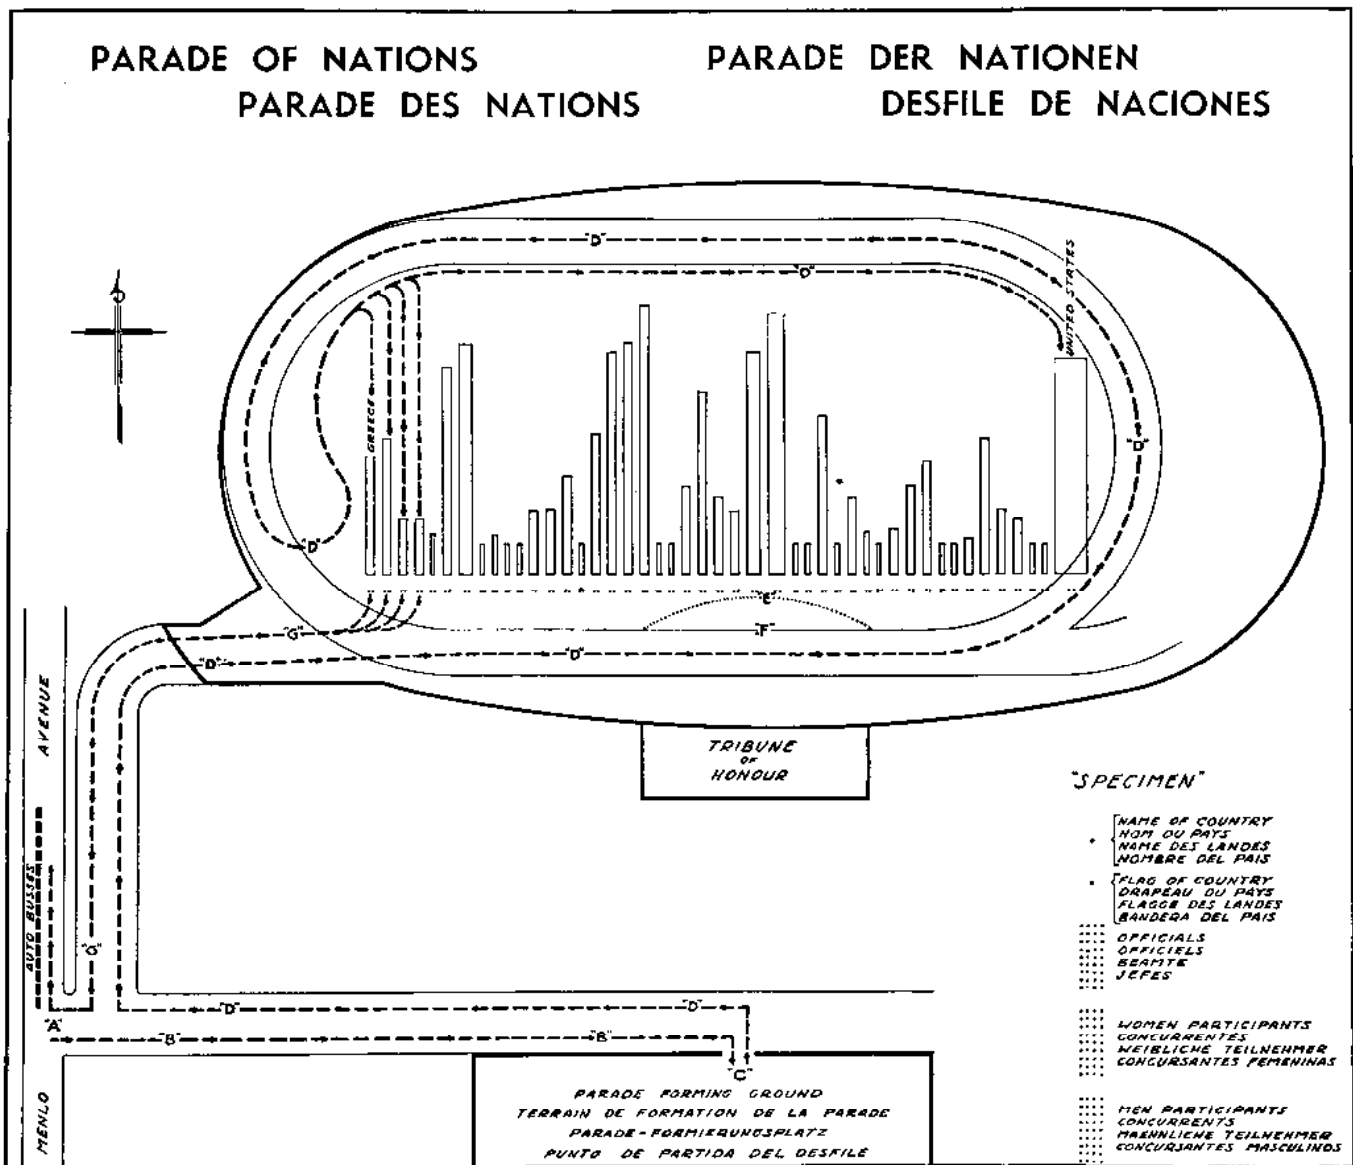 PARADE OF NATIONS
PARADE DER NATIONEN
PARADE DES NATIONS
DESFILE DE NACIONES
"D"
"D"
UNITED STATES
GREECE
"D"
"D"
"E"
"F"
"G"
"D"
"D"
AVENUE
TRIBUNE
OF
HONOUR
"SPECIMEN"
NAME OF COUNTRY
NOM DU PAYS
NAME DES LANDES
NOMBRE DEL PAIS
FLAG OF COUNTRY
DRAPEAU DU PAYS
FLAGGE DES LANDES
BANDERA DEL PAIS
OFFICIALS
OFFICIELS
BEAMTE
JEFES
AUTO BUSSES
"G"
"A"
"D"
"D"
"B"
"B"
"C"
WOMEN PARTICIPANTS
CONCURRENTES
WEIBLICHE TEILNEHMER
CONCURSANTES FEMENINAS
MENLO
PARADE FORMING GROUND
TERRAIN DE FORMATION DE LA PARADE
PARADE-FORMIERUNGSPLATZ
PUNTO DE PARTIDA DEL DESFILE
MEN PARTICIPANTS
CONCURRENTS
MAENNLICHE TEILNEHMER
CONCURSANTES MASCULINOS